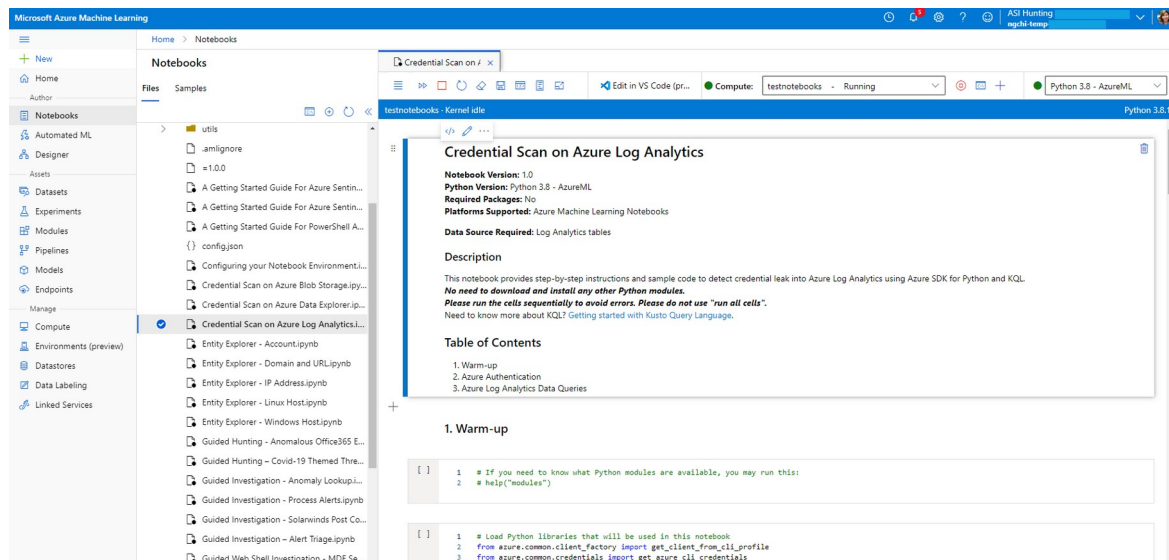 Microsoft Azure Machine Learning
5
ASI Hunting
ngchi-temp
New
Home
Author
Notebooks
Automated ML
Designer
Assets
Datasets
Experiments
Modules
Pipelines
Models
Endpoints
Manage
Compute
Environments (preview)
Datastores
Data Labeling
Linked Services
Home > Notebooks
Notebooks
Files Samples
utils
.amlignore
=1.0.0
A Getting Started Guide For Azure Sentin...
A Getting Started Guide For Azure Sentin...
A Getting Started Guide For PowerShell A...
{} config.json
Configuring your Notebook Environment.i...
Credential Scan on Azure Blob Storage.ipy...
Credential Scan on Azure Data Explorer.ip...
Credential Scan on Azure Log Analytics.i...
Entity Explorer - Account.ipynb
Entity Explorer - Domain and URL.ipynb
Entity Explorer - IP Address.ipynb
Entity Explorer - Linux Host.ipynb
Entity Explorer - Windows Host.ipynb
Guided Hunting - Anomalous Office365 E...
Guided Hunting – Covid-19 Themed Thre...
Guided Investigation - Anomaly Lookup.i...
Guided Investigation - Process Alerts.ipynb
Guided Investigation - Solarwinds Post Co...
Guided Investigation – Alert Triage.ipynb
Guided Web Shell Investigation - MDE Se...
Credential Scan on A
Edit in VS Code (pr... Compute: testnotebooks - Running Python 3.8 - AzureML
testnotebooks - Kernel idle Python 3.8.1
Credential Scan on Azure Log Analytics
Notebook Version: 1.0
Python Version: Python 3.8 - AzureML
Required Packages: No
Platforms Supported: Azure Machine Learning Notebooks
Data Source Required: Log Analytics tables
Description
This notebook provides step-by-step instructions and sample code to detect credential leak into Azure Log Analytics using Azure SDK for Python and KQL.
No need to download and install any other Python modules.
Please run the cells sequentially to avoid errors. Please do not use "run all cells".
Need to know more about KQL? Getting started with Kusto Query Language.
Table of Contents
1. Warm-up
2. Azure Authentication
3. Azure Log Analytics Data Queries
1. Warm-up
[ ] 1 # If you need to know what Python modules are available, you may run this:
2 # help("modules")
[ ] 1 # Load Python libraries that will be used in this notebook
2 from azure.common.client_factory import get_client_from_cli_profile
3 from azure.common.credentials import get_azure_cli_credentials